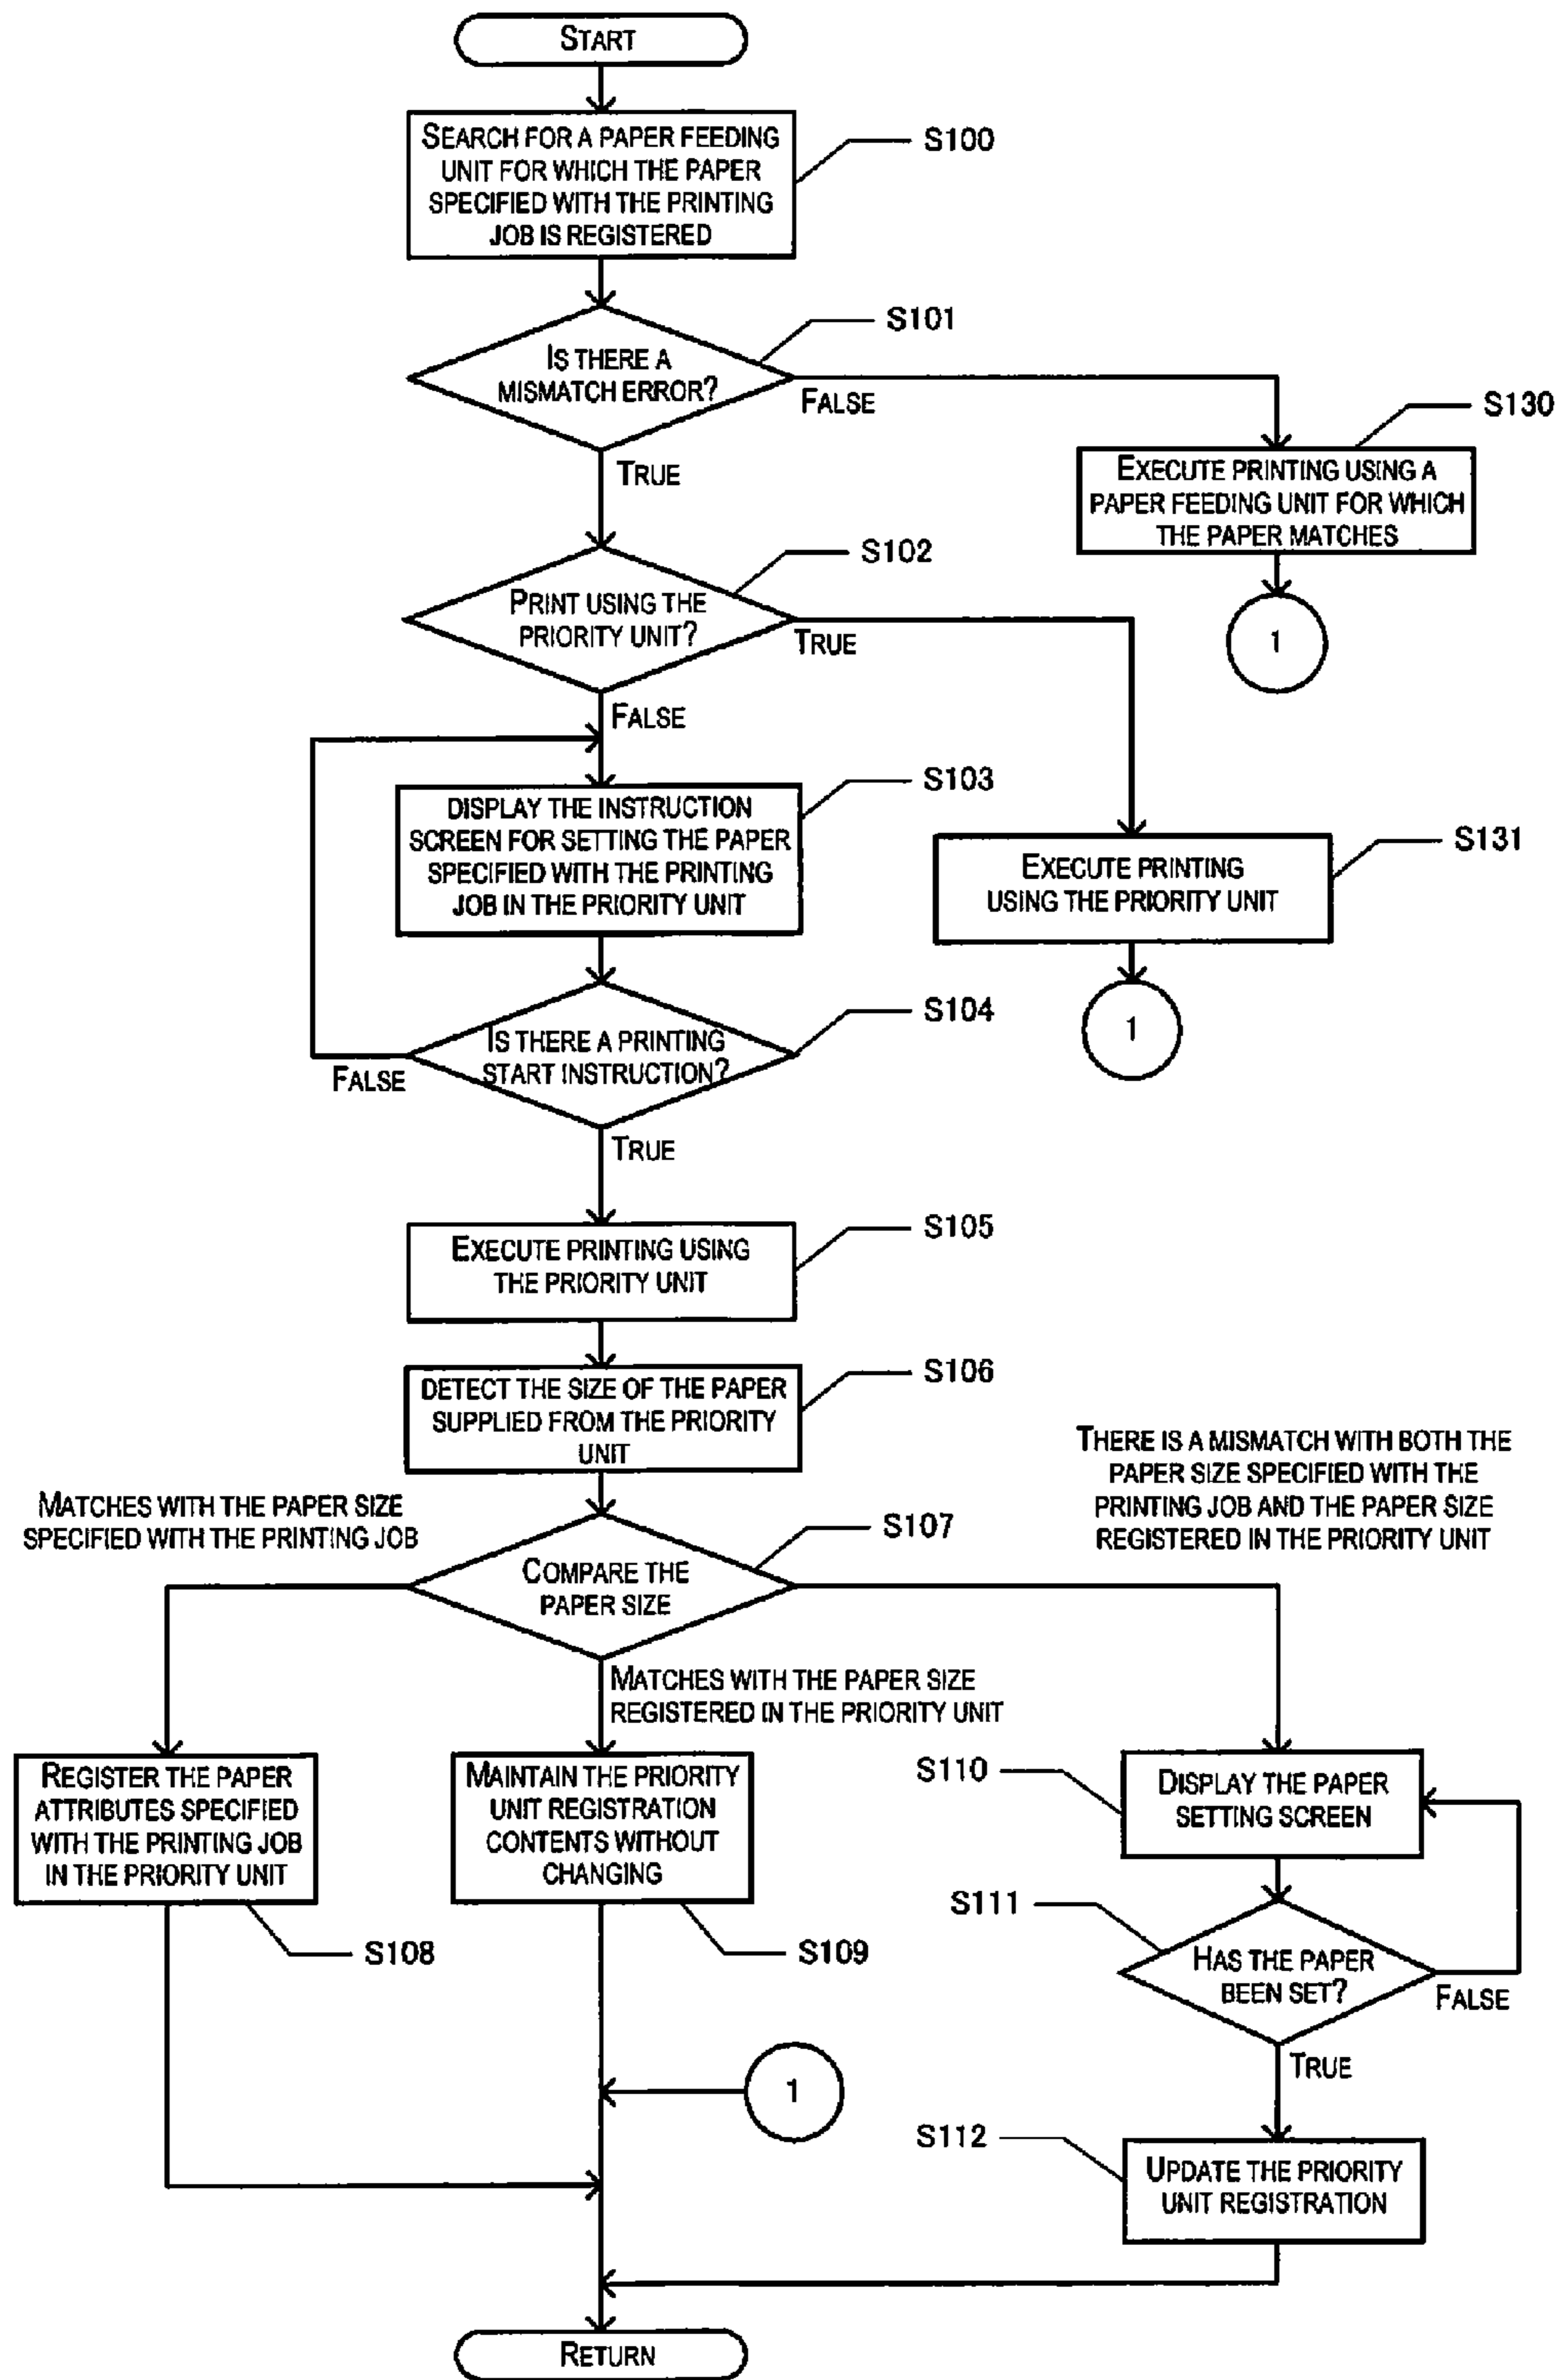 START
SEARCH FOR A PAPER FEEDING
UNIT FOR WHICH THE PAPER
SPECIFIED WITH THE PRINTING
JOB IS REGISTERED
S100
IS THERE A
MISMATCH ERROR?
S101
FALSE
TRUE
S130
EXECUTE PRINTING USING A
PAPER FEEDING UNIT FOR WHICH
THE PAPER MATCHES
1
PRINT USING THE
PRIORITY UNIT?
S102
TRUE
FALSE
DISPLAY THE INSTRUCTION
SCREEN FOR SETTING THE PAPER
SPECIFIED WITH THE PRINTING
JOB IN THE PRIORITY UNIT
S103
S131
EXECUTE PRINTING
USING THE PRIORITY UNIT
1
IS THERE A PRINTING
START INSTRUCTION?
S104
FALSE
TRUE
EXECUTE PRINTING USING
THE PRIORITY UNIT
S105
DETECT THE SIZE OF THE PAPER
SUPPLIED FROM THE PRIORITY
UNIT
S106
MATCHES WITH THE PAPER SIZE
SPECIFIED WITH THE PRINTING JOB
COMPARE THE
PAPER SIZE
S107
THERE IS A MISMATCH WITH BOTH THE
PAPER SIZE SPECIFIED WITH THE
PRINTING JOB AND THE PAPER SIZE
REGISTERED IN THE PRIORITY UNIT
MATCHES WITH THE PAPER SIZE
REGISTERED IN THE PRIORITY UNIT
REGISTER THE PAPER
ATTRIBUTES SPECIFIED
WITH THE PRINTING JOB
IN THE PRIORITY UNIT
S108
MAINTAIN THE PRIORITY
UNIT REGISTRATION
CONTENTS WITHOUT
CHANGING
S109
S110
DISPLAY THE PAPER
SETTING SCREEN
S111
HAS THE PAPER
BEEN SET?
FALSE
TRUE
1
S112
UPDATE THE PRIORITY
UNIT REGISTRATION
RETURN